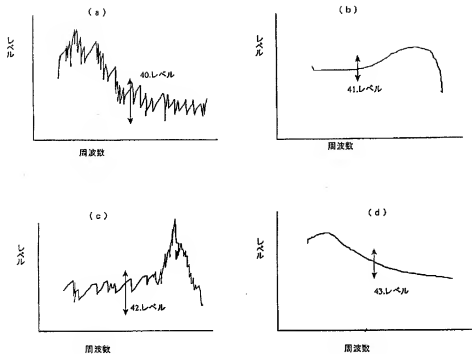 (a)
レベル
40.レベル
周波数
(b)
レベル
41.レベル
周波数
(c)
レベル
42.レベル
周波数
(d)
レベル
43.レベル
周波数